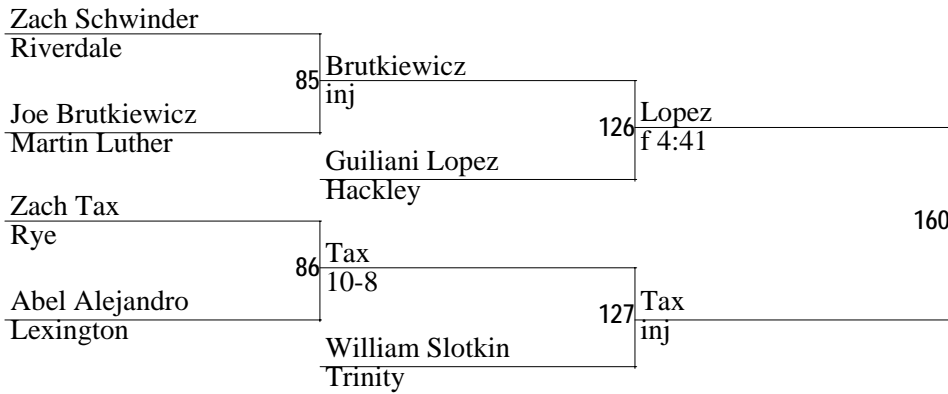 Zach Schwinder
Riverdale
85
Brutkiewicz
inj
Joe Brutkiewicz
Martin Luther
126
Lopez
f 4:41
Guiliani Lopez
Hackley
Zach Tax
Rye
160
86
Tax
10-8
Abel Alejandro
Lexington
127
Tax
inj
William Slotkin
Trinity